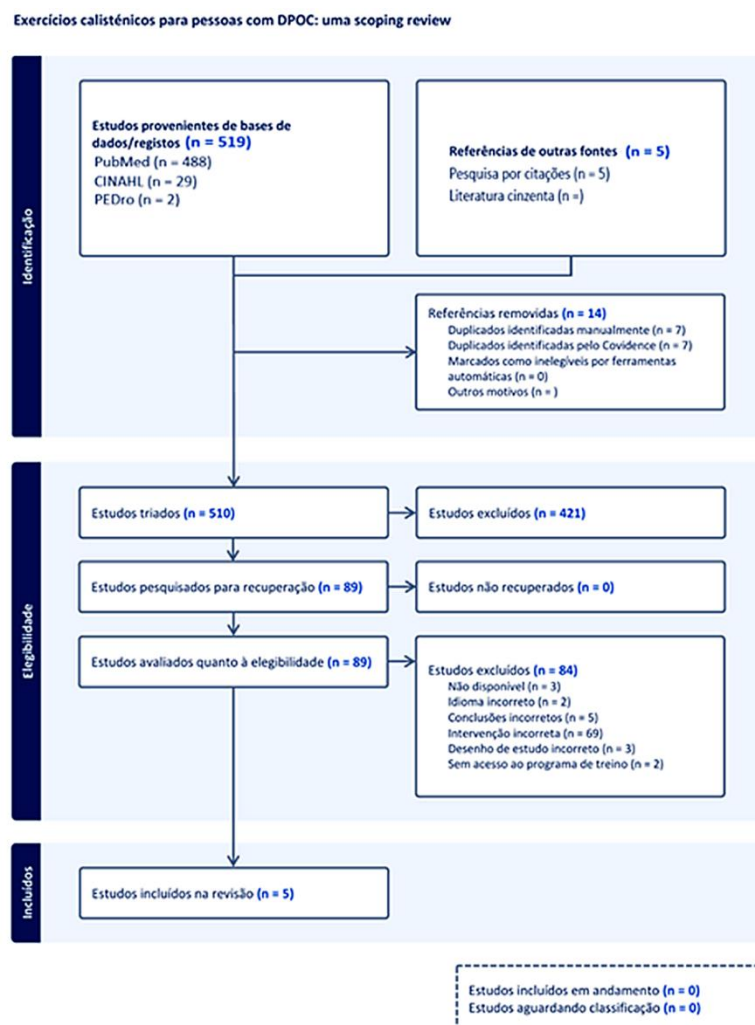 Exercícios calisténicos para pessoas com DPOC: uma scoping review
Identificação
Estudos provenientes de bases de
dados/registos (n = 519)
PubMed (n = 488)
CINAHL (n = 29)
PEDro (n = 2)
Referências de outras fontes (n = 5)
Pesquisa por citações (n = 5)
Literatura cinzenta (n =)
Referências removidas (n = 14)
Duplicados identificadas manualmente (n = 7)
Duplicados identificadas pelo Covidence (n = 7)
Marcados como inelegíveis por ferramentas
automáticas (n = 0)
Outros motivos (n = )
Elegibilidade
Estudos triados (n = 510)
Estudos excluídos (n = 421)
Estudos pesquisados para recuperação (n = 89)
Estudos não recuperados (n = 0)
Estudos avaliados quanto à elegibilidade (n = 89)
Estudos excluídos (n = 84)
Não disponível (n = 3)
Idioma incorreto (n = 2)
Conclusões incorretos (n = 5)
Intervenção incorreta (n = 69)
Desenho de estudo incorreto (n = 3)
Sem acesso ao programa de treino (n = 2)
Incluídos
Estudos incluídos na revisão (n = 5)
Estudos incluídos em andamento (n = 0)
Estudos aguardando classificação (n = 0)